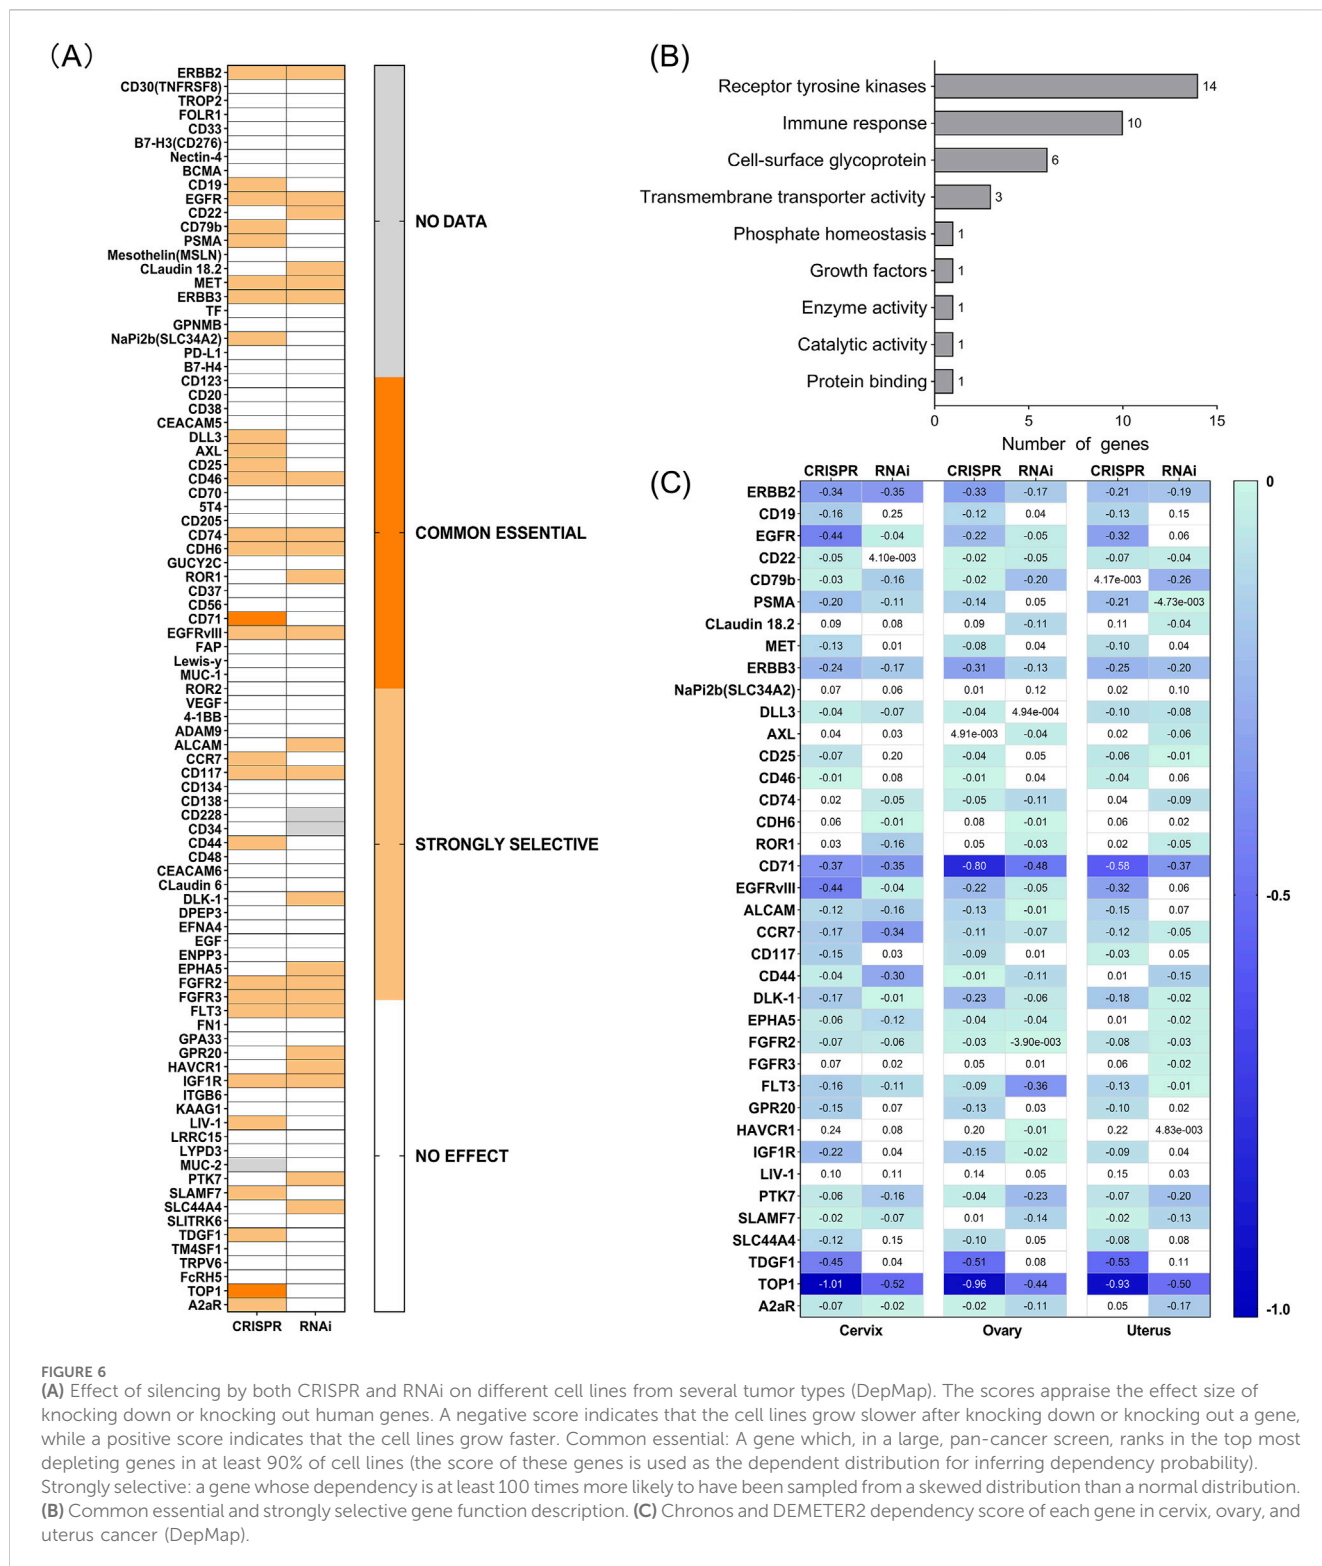 (A)
ERBB2
CD30(TNFRSF8)
TROP2
FOLR1
CD33
B7-H3(CD276)
Nectin-4
BCMA
CD19
EGFR
CD22
CD79b
PSMA
Mesothelin(MSLN)
CLaudin 18.2
MET
ERBB3
TF
GPNMB
NaPi2b(SLC34A2)
PD-L1
B7-H4
CD123
CD20
CD38
CEACAM5
DLL3
AXL
CD25
CD46
CD70
5T4
CD205
CD74
CDH6
GUCY2C
ROR1
CD37
CD56
CD71
EGFRvIII
FAP
Lewis-y
MUC-1
ROR2
VEGF
4-1BB
ADAM9
ALCAM
CCR7
CD117
CD134
CD138
CD228
CD34
CD44
CD48
CEACAM6
CLaudin 6
DLK-1
DPEP3
EFNA4
EGF
ENPP3
EPHA5
FGFR2
FGFR3
FLT3
FN1
GPA33
GPR20
HAVCR1
IGF1R
ITGB6
KAAG1
LIV-1
LRRC15
LYPD3
MUC-2
PTK7
SLAMF7
SLC44A4
SLITRK6
TDGF1
TM4SF1
TRPV6
FcRH5
TOP1
A2aR
CRISPR RNAi
NO DATA
COMMON ESSENTIAL
STRONGLY SELECTIVE
NO EFFECT
(B)
Receptor tyrosine kinases 14
Immune response 10
Cell-surface glycoprotein 6
Transmembrane transporter activity 3
Phosphate homeostasis 1
Growth factors 1
Enzyme activity 1
Catalytic activity 1
Protein binding 1
0 5 10 15
Number of genes
(C)
CRISPR RNAi CRISPR RNAi CRISPR RNAi
ERBB2 -0.34 -0.35 -0.33 -0.17 -0.21 -0.19
CD19 -0.16 0.25 -0.12 0.04 -0.13 0.15
EGFR -0.44 -0.04 -0.22 -0.05 -0.32 0.06
CD22 -0.05 4.10e-003 -0.02 -0.05 -0.07 -0.04
CD79b -0.03 -0.16 -0.02 -0.20 4.17e-003 -0.26
PSMA -0.20 -0.11 -0.14 0.05 -0.21 -4.73e-003
CLaudin 18.2 0.09 0.08 0.09 -0.11 0.11 -0.04
MET -0.13 0.01 -0.08 0.04 -0.10 0.04
ERBB3 -0.24 -0.17 -0.31 -0.13 -0.25 -0.20
NaPi2b(SLC34A2) 0.07 0.06 0.01 0.12 0.02 0.10
DLL3 -0.04 -0.07 -0.04 4.94e-004 -0.10 -0.08
AXL 0.04 0.03 4.91e-003 -0.04 0.02 -0.06
CD25 -0.07 0.20 -0.04 0.05 -0.06 -0.01
CD46 -0.01 0.08 -0.01 0.04 -0.04 0.06
CD74 0.02 -0.05 -0.05 -0.11 0.04 -0.09
CDH6 0.06 -0.01 0.08 -0.01 0.06 0.02
ROR1 0.03 -0.16 0.05 -0.03 0.02 -0.05
CD71 -0.37 -0.35 -0.80 -0.48 -0.58 -0.37
EGFRvIII -0.44 -0.04 -0.22 -0.05 -0.32 0.06
ALCAM -0.12 -0.16 -0.13 -0.01 -0.15 0.07
CCR7 -0.17 -0.34 -0.11 -0.07 -0.12 -0.05
CD117 -0.15 0.03 -0.09 0.01 -0.03 0.05
CD44 -0.04 -0.30 -0.01 -0.11 0.01 -0.15
DLK-1 -0.17 -0.01 -0.23 -0.06 -0.18 -0.02
EPHA5 -0.06 -0.12 -0.04 -0.04 0.01 -0.02
FGFR2 -0.07 -0.06 -0.03 -3.90e-003 -0.08 -0.03
FGFR3 0.07 0.02 0.05 0.01 0.06 -0.02
FLT3 -0.16 -0.11 -0.09 -0.36 -0.13 -0.01
GPR20 -0.15 0.07 -0.13 0.03 -0.10 0.02
HAVCR1 0.24 0.08 0.20 -0.01 0.22 4.83e-003
IGF1R -0.22 0.04 -0.15 -0.02 -0.09 0.04
LIV-1 0.10 0.11 0.14 0.05 0.15 0.03
PTK7 -0.06 -0.16 -0.04 -0.23 -0.07 -0.20
SLAMF7 -0.02 -0.07 0.01 -0.14 -0.02 -0.13
SLC44A4 -0.12 0.15 -0.10 0.05 -0.08 0.08
TDGF1 -0.45 0.04 -0.51 0.08 -0.53 0.11
TOP1 -1.01 -0.52 -0.96 -0.44 -0.93 -0.50
A2aR -0.07 -0.02 -0.02 -0.11 0.05 -0.17
Cervix Ovary Uterus
0
-0.5
-1.0
FIGURE 6
(A) Effect of silencing by both CRISPR and RNAi on different cell lines from several tumor types (DepMap). The scores appraise the effect size of
knocking down or knocking out human genes. A negative score indicates that the cell lines grow slower after knocking down or knocking out a gene,
while a positive score indicates that the cell lines grow faster. Common essential: A gene which, in a large, pan-cancer screen, ranks in the top most
depleting genes in at least 90% of cell lines (the score of these genes is used as the dependent distribution for inferring dependency probability).
Strongly selective: a gene whose dependency is at least 100 times more likely to have been sampled from a skewed distribution than a normal distribution.
(B) Common essential and strongly selective gene function description. (C) Chronos and DEMETER2 dependency score of each gene in cervix, ovary, and
uterus cancer (DepMap).